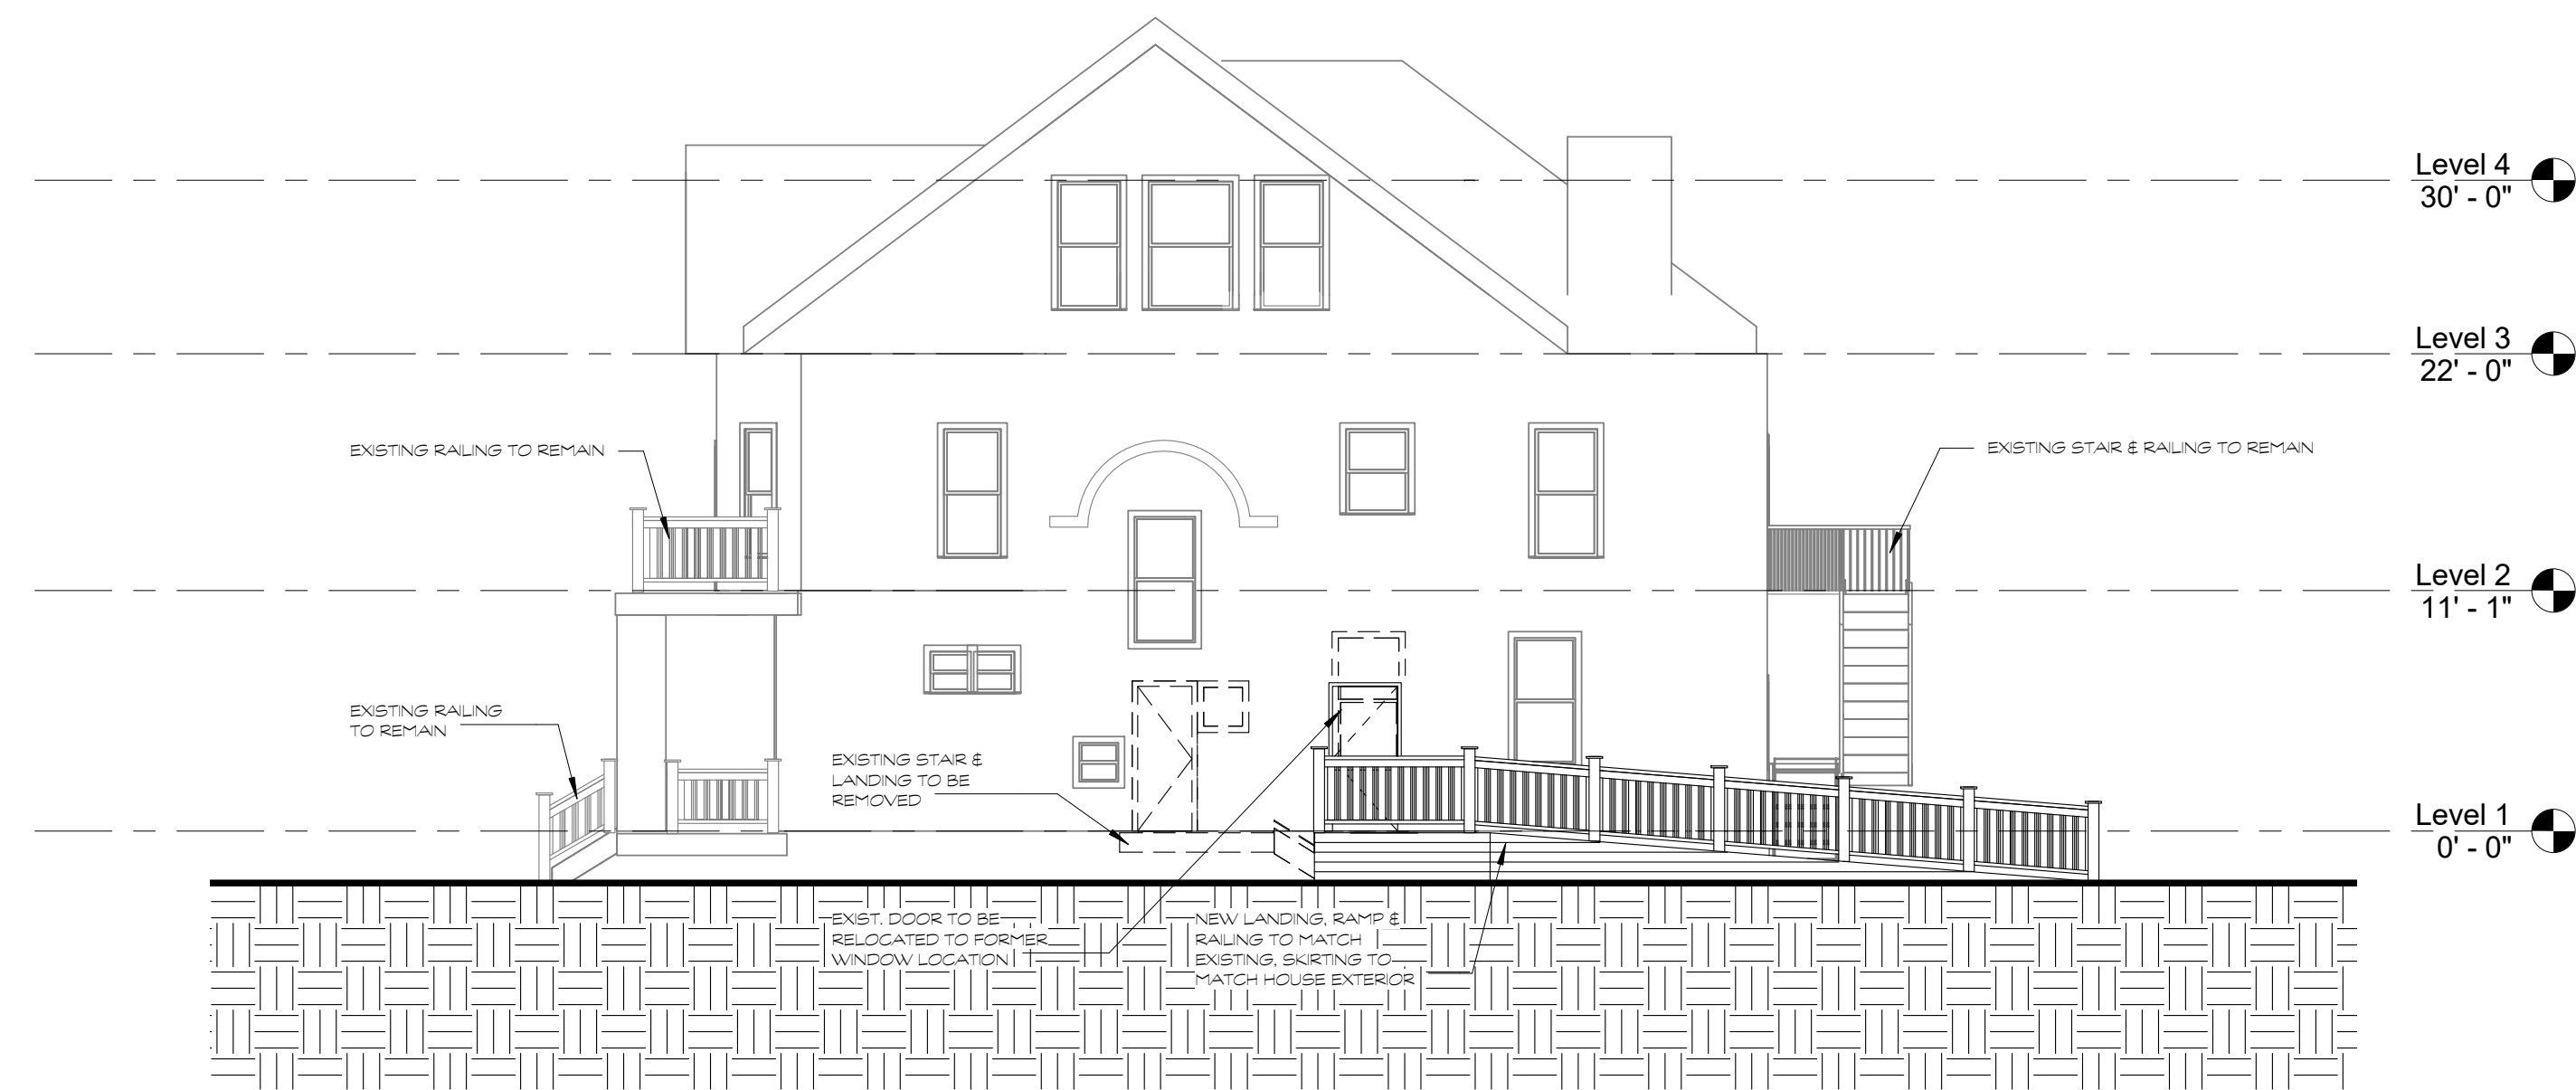 Level 4
30' - 0"
Level 3
22' - 0"
EXISTING RAILING TO REMAIN
EXISTING STAIR & RAILING TO REMAIN
Level 2
11' - 1"
EXISTING RAILING
TO REMAIN
EXISTING STAIR &
LANDING TO BE
REMOVED
Level 1
0' - 0"
EXIST. DOOR TO BE
RELOCATED TO FORMER
WINDOW LOCATION
NEW LANDING, RAMP &
RAILING TO MATCH
EXISTING, SKIRTING TO
MATCH HOUSE EXTERIOR